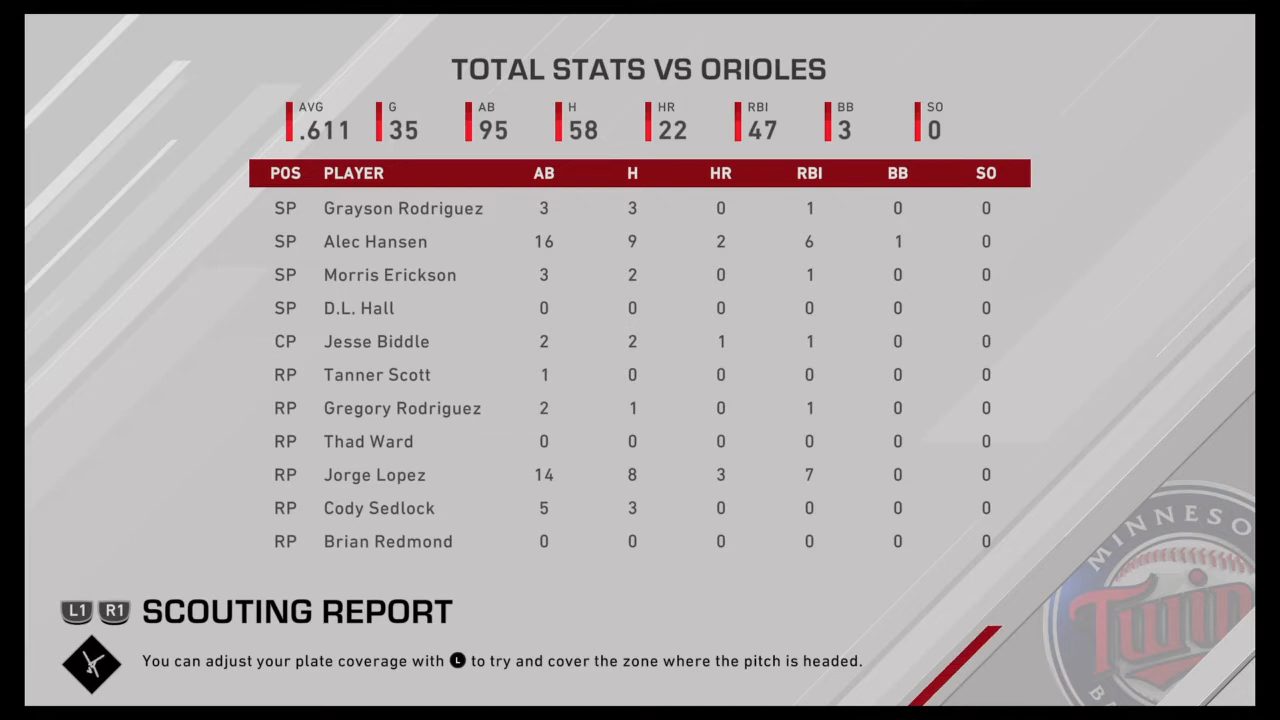 TOTAL STATS VS ORIOLES
AVG G AB H HR RBI BB SO
.611 35 95 58 22 47 3 0
POS PLAYER AB H HR RBI BB SO
SP Grayson Rodriguez 3 3 0 1 0 0
SP Alec Hansen 16 9 2 6 1 0
SP Morris Erickson 3 2 0 1 0 0
SP D.L. Hall 0 0 0 0 0 0
CP Jesse Biddle 2 2 1 1 0 0
RP Tanner Scott 1 0 0 0 0 0
RP Gregory Rodriguez 2 1 0 1 0 0
RP Thad Ward 0 0 0 0 0 0
RP Jorge Lopez 14 8 3 7 0 0
RP Cody Sedlock 5 3 0 0 0 0
RP Brian Redmond 0 0 0 0 0 0
MINNESO
Twin
L1 R1 SCOUTING REPORT
You can adjust your plate coverage with L to try and cover the zone where the pitch is headed.